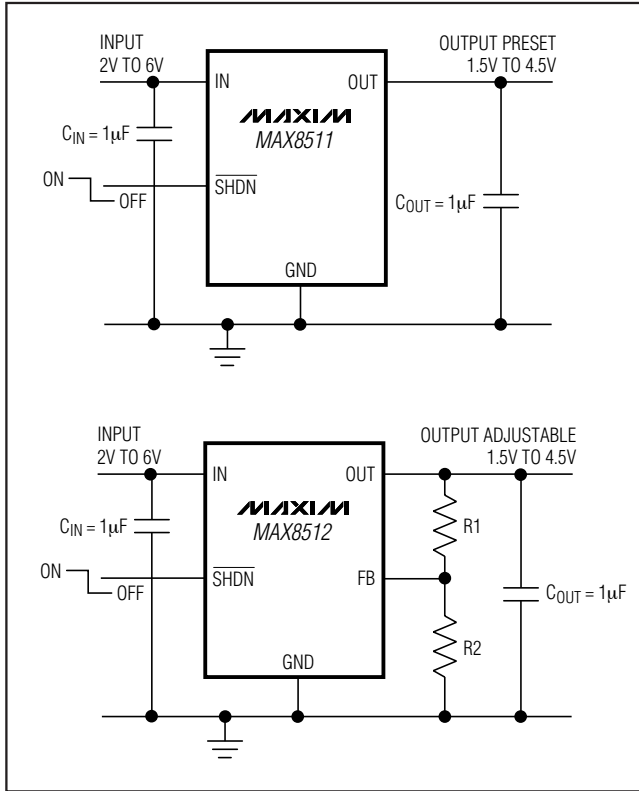 INPUT
2V TO 6V
OUTPUT PRESET
1.5V TO 4.5V
IN
OUT
MAXIM
MAX8511
C_IN = 1µF
ON
OFF
S̅H̅D̅N̅
C_OUT = 1µF
GND
INPUT
2V TO 6V
OUTPUT ADJUSTABLE
1.5V TO 4.5V
IN
OUT
MAXIM
MAX8512
R1
C_IN = 1µF
ON
OFF
S̅H̅D̅N̅
FB
C_OUT = 1µF
R2
GND